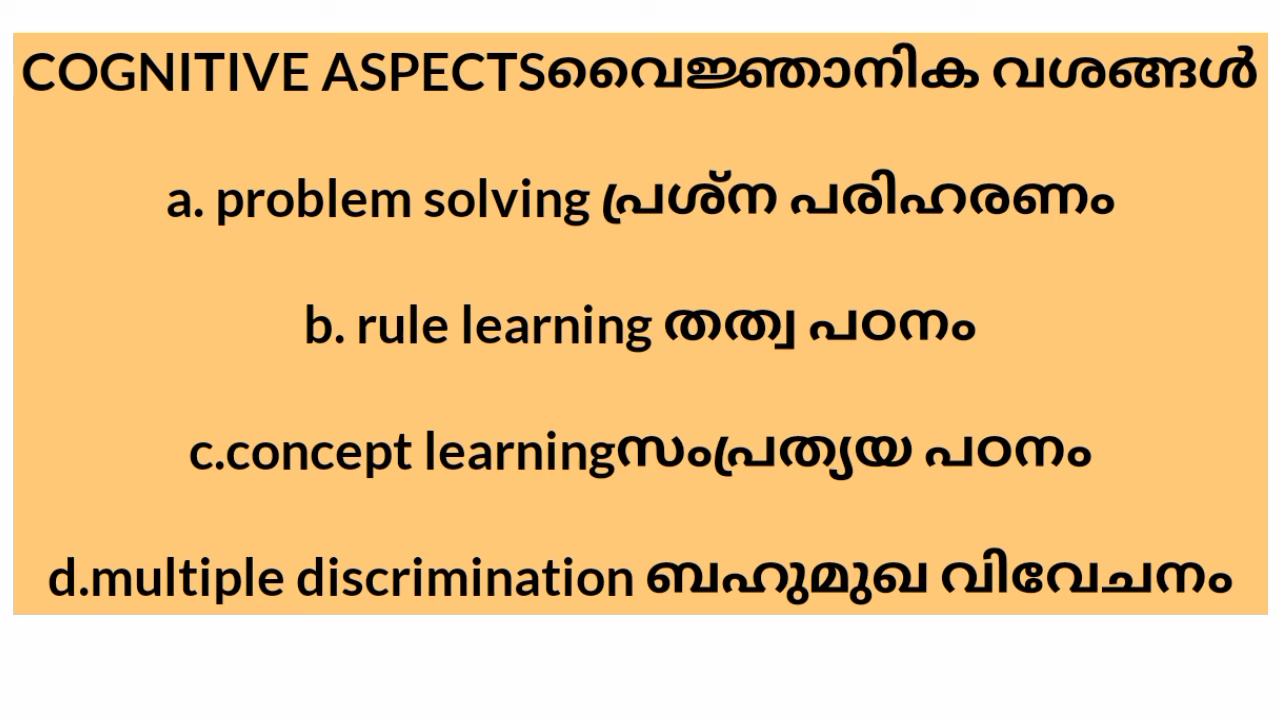 COGNITIVE ASPECTSവൈജ്ഞാനിക വശങ്ങൾ
a. problem solving പ്രശ്ന പരിഹരണം
b. rule learning തത്വ പഠനം
c.concept learningസംപ്രത്യയ പഠനം
d.multiple discrimination ബഹുമുഖ വിവേചനം